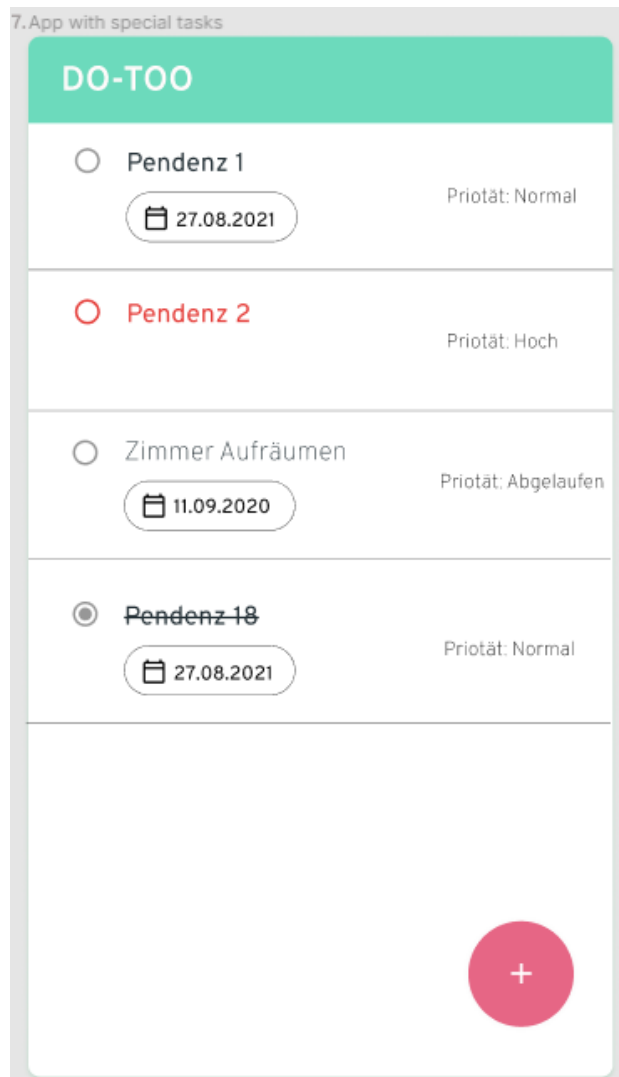 7. App with special tasks
DO-TOO
Pendenz 1
Priotät: Normal
27.08.2021
Pendenz 2
Priotät: Hoch
Zimmer Aufräumen
Priotät: Abgelaufen
11.09.2020
Pendenz 18
Priotät: Normal
27.08.2021
+